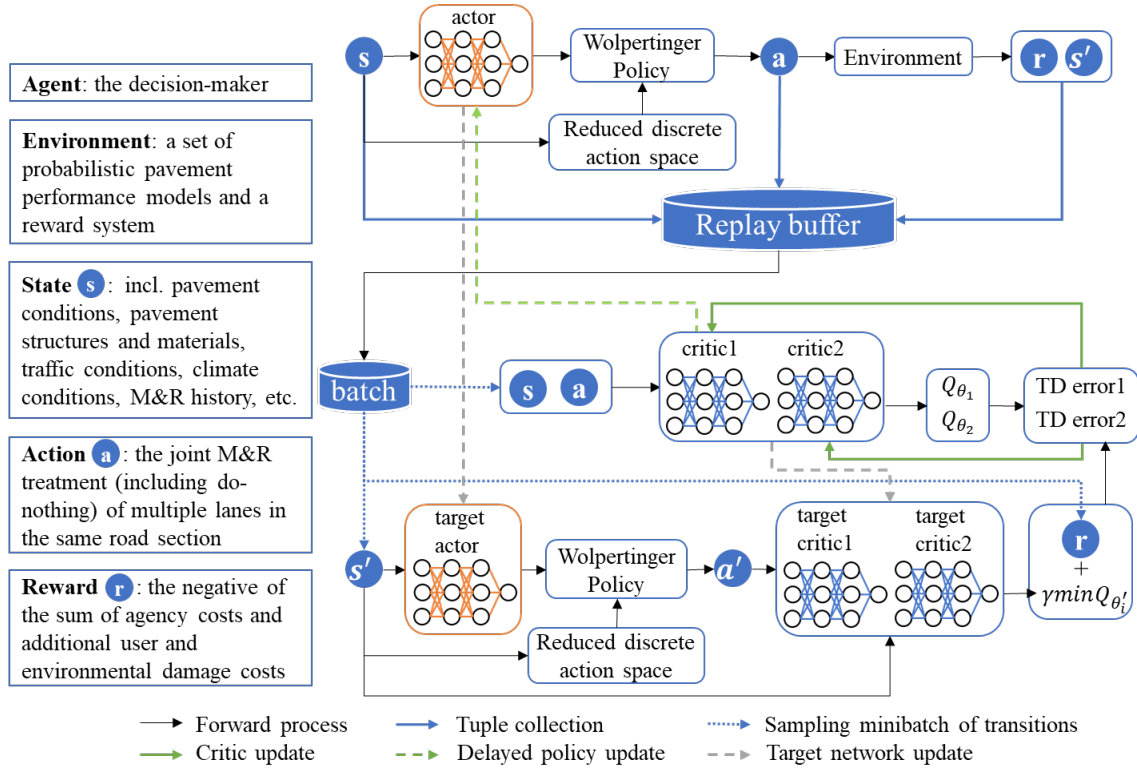 Agent: the decision-maker
Environment: a set of
probabilistic pavement
performance models and a
reward system
State s : incl. pavement
conditions, pavement
structures and materials,
traffic conditions, climate
conditions, M&R history, etc.
Action a : the joint M&R
treatment (including do-
nothing) of multiple lanes in
the same road section
Reward r : the negative of
the sum of agency costs and
additional user and
environmental damage costs
actor
s
Wolpertinger
Policy
a
Environment
r s′
Reduced discrete
action space
Replay buffer
batch
s a
critic1 critic2
Q_θ₁
Q_θ₂
TD error1
TD error2
s′
target
actor
Wolpertinger
Policy
a′
target target
critic1 critic2
r
+
γminQ_θ′ᵢ
Reduced discrete
action space
Forward process
Tuple collection
Sampling minibatch of transitions
Critic update
Delayed policy update
Target network update